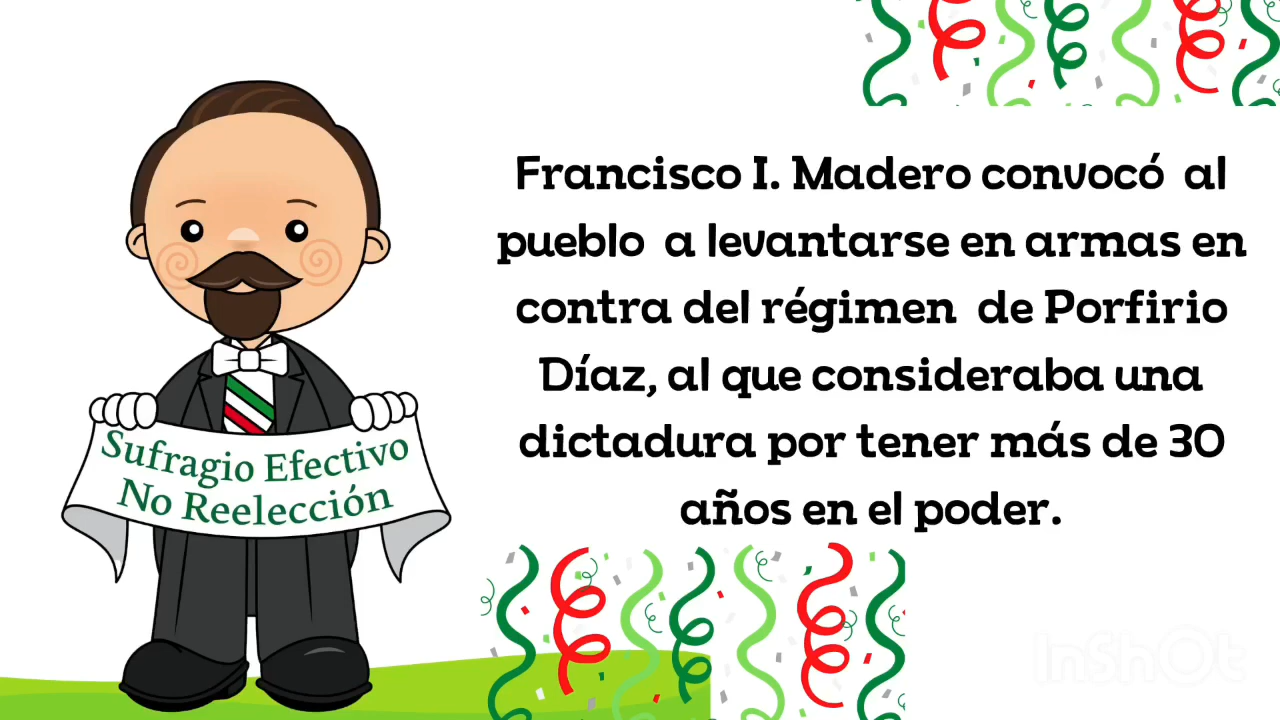 Francisco I. Madero convocó al
pueblo a levantarse en armas en
contra del régimen de Porfirio
Díaz, al que consideraba una
dictadura por tener más de 30
años en el poder.
Sufragio Efectivo
No Reelección
InShOt